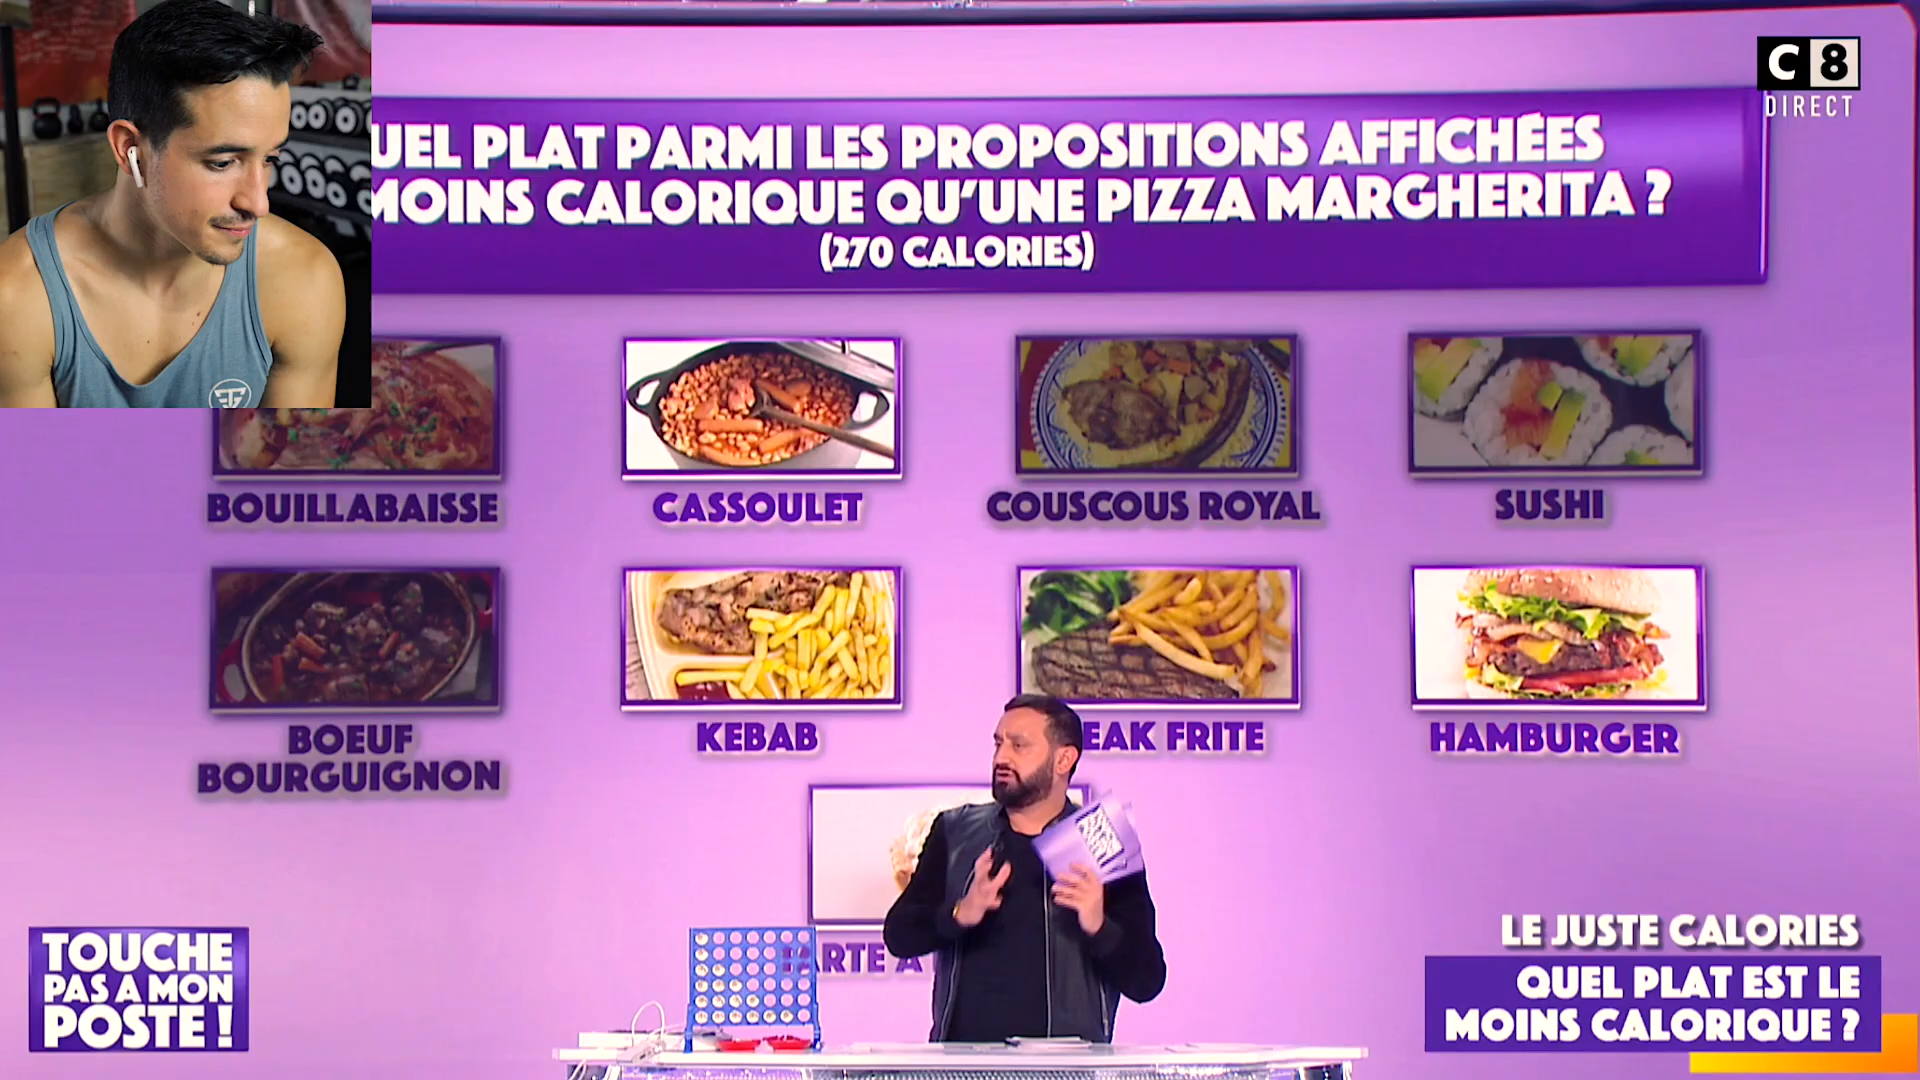 UEL PLAT PARMI LES PROPOSITIONS AFFICHÉES
MOINS CALORIQUE QU'UNE PIZZA MARGHERITA ?
(270 CALORIES)
C8
DIRECT
BOUILLABAISSE
CASSOULET
COUSCOUS ROYAL
SUSHI
BOEUF
BOURGUIGNON
KEBAB
EAK FRITE
HAMBURGER
ARTE A
TOUCHE
PAS A MON
POSTE !
LE JUSTE CALORIES
QUEL PLAT EST LE
MOINS CALORIQUE ?